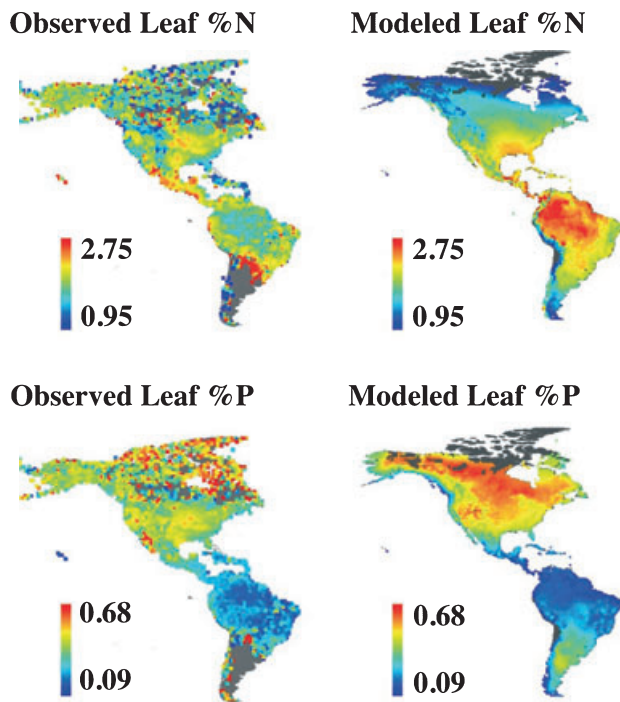 Observed Leaf %N
Modeled Leaf %N
2.75
0.95
2.75
0.95
Observed Leaf %P
Modeled Leaf %P
0.68
0.09
0.68
0.09